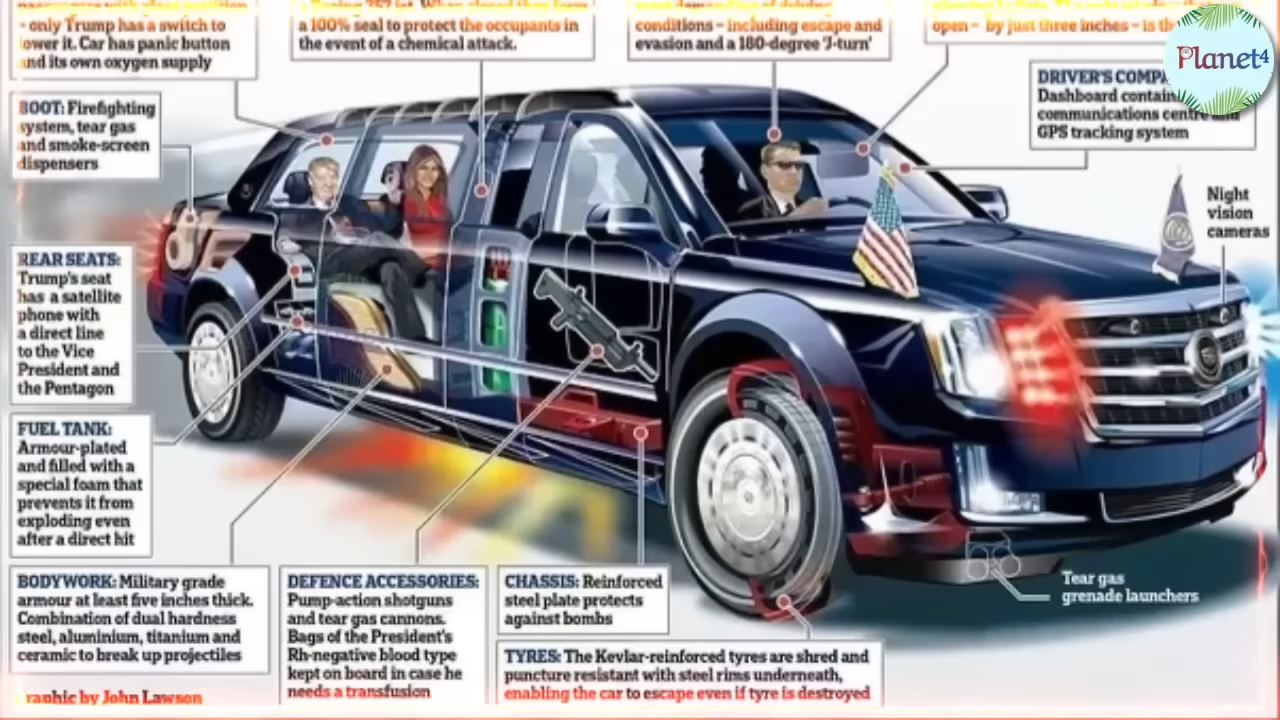 - only Trump has a switch to
lower it. Car has panic button
and its own oxygen supply
a 100% seal to protect the occupants in
the event of a chemical attack.
conditions – including escape and
evasion and a 180-degree 'J-turn'
open – by just three inches – is th
Planet4
DRIVER'S COMPA
Dashboard contain
communications centre and
GPS tracking system
BOOT: Firefighting
system, tear gas
and smoke-screen
dispensers
Night
vision
cameras
REAR SEATS:
Trump's seat
has a satellite
phone with
a direct line
to the Vice
President and
the Pentagon
FUEL TANK:
Armour-plated
and filled with a
special foam that
prevents it from
exploding even
after a direct hit
BODYWORK: Military grade
armour at least five inches thick.
Combination of dual hardness
steel, aluminium, titanium and
ceramic to break up projectiles
DEFENCE ACCESSORIES:
Pump-action shotguns
and tear gas cannons.
Bags of the President's
Rh-negative blood type
kept on board in case he
needs a transfusion
CHASSIS: Reinforced
steel plate protects
against bombs
Tear gas
grenade launchers
TYRES: The Kevlar-reinforced tyres are shred and
puncture resistant with steel rims underneath,
enabling the car to escape even if tyre is destroyed
Graphic by John Lawson